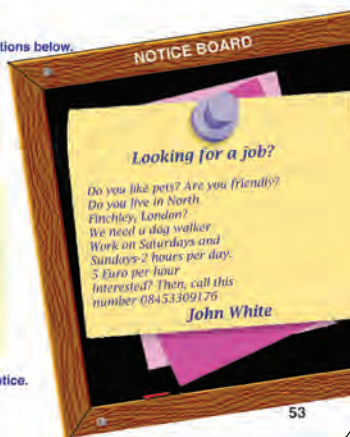 tions below.
NOTICE BOARD
Looking for a job?
Do you like pets? Are you friendly?
Do you live in North
Finchley, London?
We need a dog walker
Work on Saturdays and
Sundays-2 hours per day.
5 Euro per hour
Interested? Then, call this
number 08453309176
John White
otice.
53